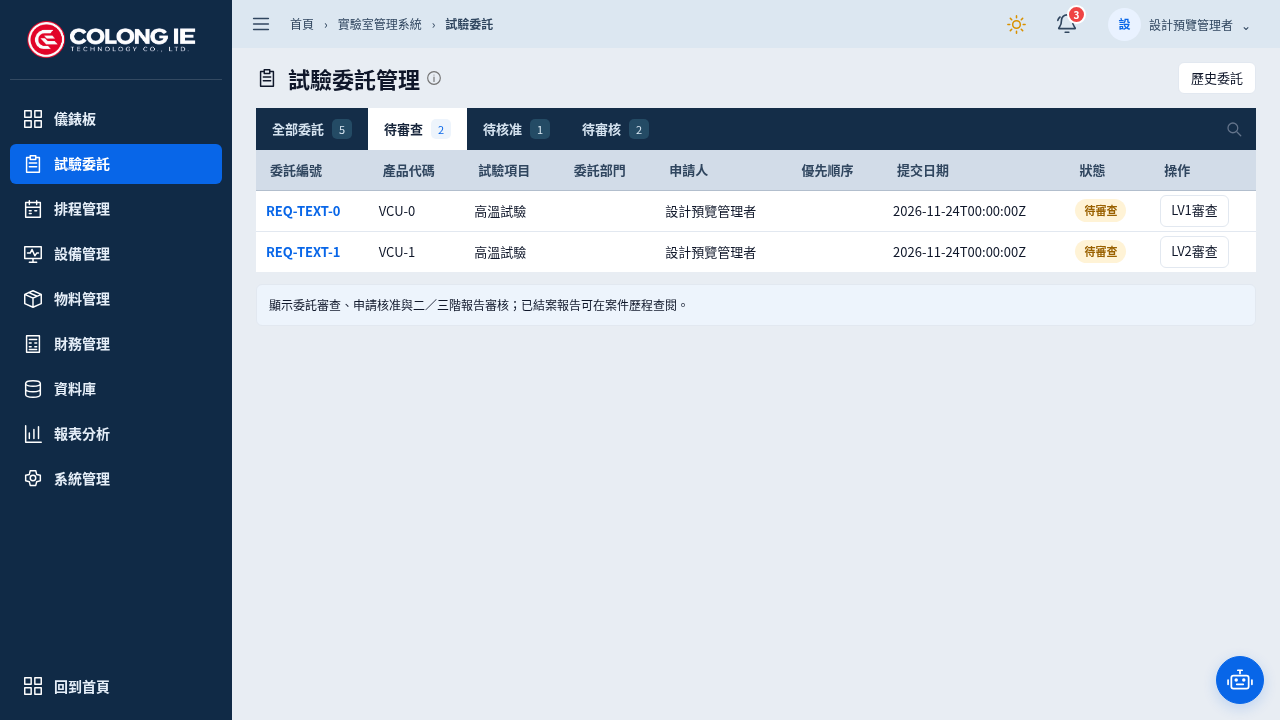 COLONG IE
TECHNOLOGY CO., LTD.
儀錶板
試驗委託
排程管理
設備管理
物料管理
財務管理
資料庫
報表分析
系統管理
回到首頁
首頁 › 實驗室管理系統 › 試驗委託
3
設 設計預覽管理者
試驗委託管理
歷史委託
全部委託 5 待審查 2 待核准 1 待審核 2
委託編號 產品代碼 試驗項目 委託部門 申請人 優先順序 提交日期 狀態 操作
REQ-TEXT-0 VCU-0 高溫試驗 設計預覽管理者 2026-11-24T00:00:00Z 待審查 LV1審查
REQ-TEXT-1 VCU-1 高溫試驗 設計預覽管理者 2026-11-24T00:00:00Z 待審查 LV2審查
顯示委託審查、申請核准與二／三階報告審核；已結案報告可在案件歷程查閱。